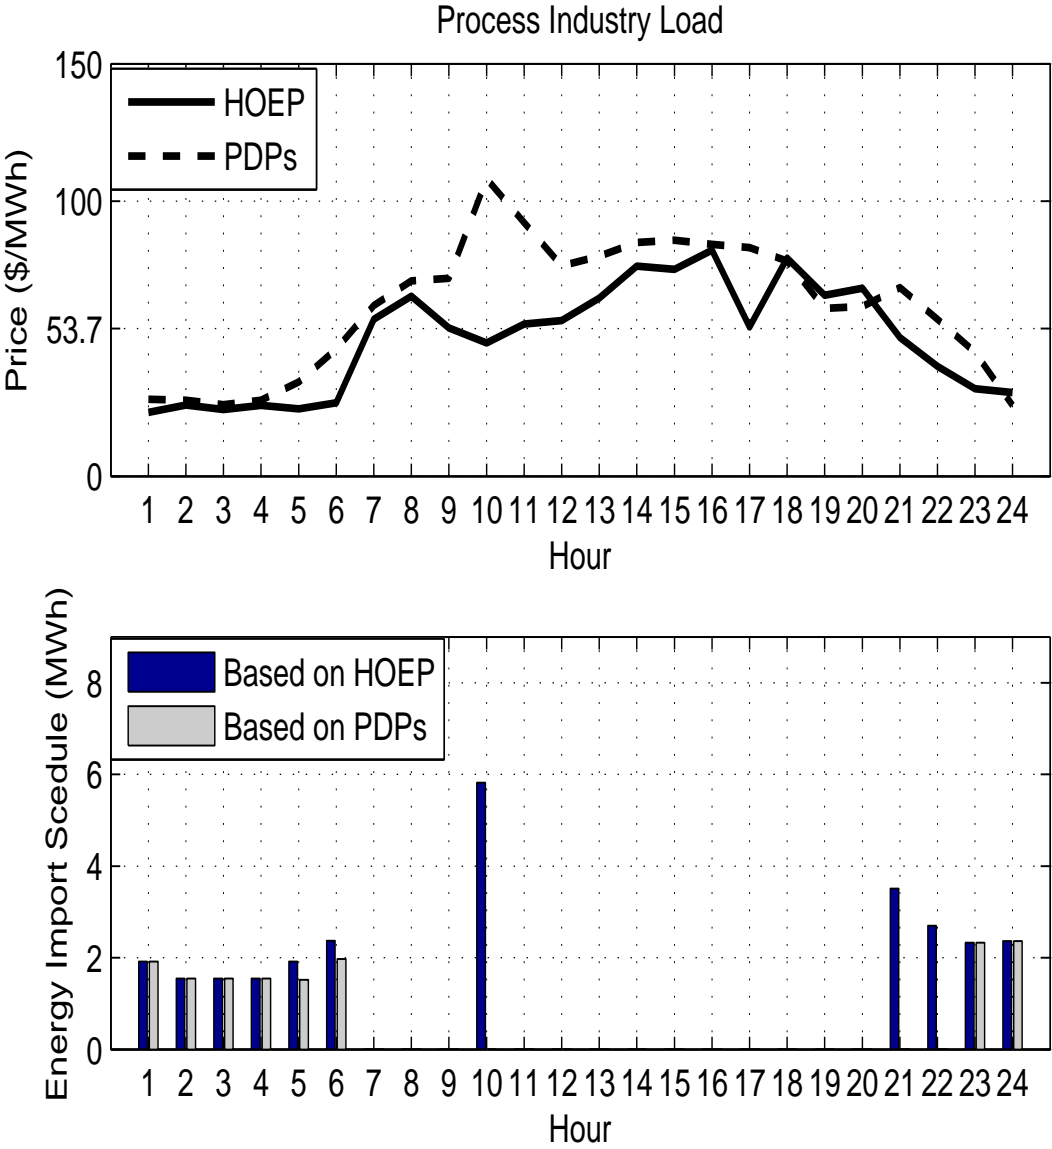 Process Industry Load
150
100
53.7
0
Price ($/MWh)
HOEP
PDPs
1 2 3 4 5 6 7 8 9 10 11 12 13 14 15 16 17 18 19 20 21 22 23 24
Hour
8
6
4
2
0
Energy Import Scedule (MWh)
Based on HOEP
Based on PDPs
1 2 3 4 5 6 7 8 9 10 11 12 13 14 15 16 17 18 19 20 21 22 23 24
Hour